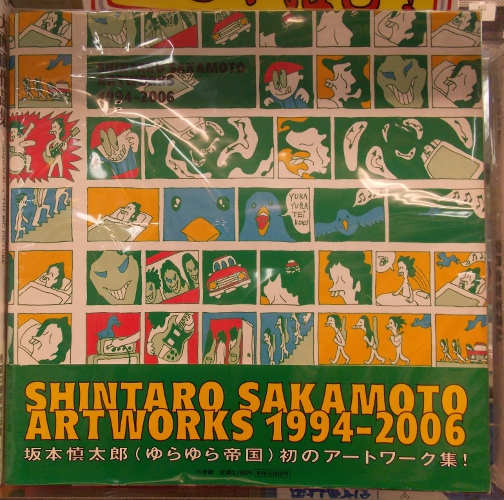 SHINTARO SAKAMOTO
ARTWORKS
1994-2006
YURA
YURA
TEI
KOKU
SHINTARO SAKAMOTO
ARTWORKS 1994-2006
坂本慎太郎(ゆらゆら帝国)初のアートワーク集!